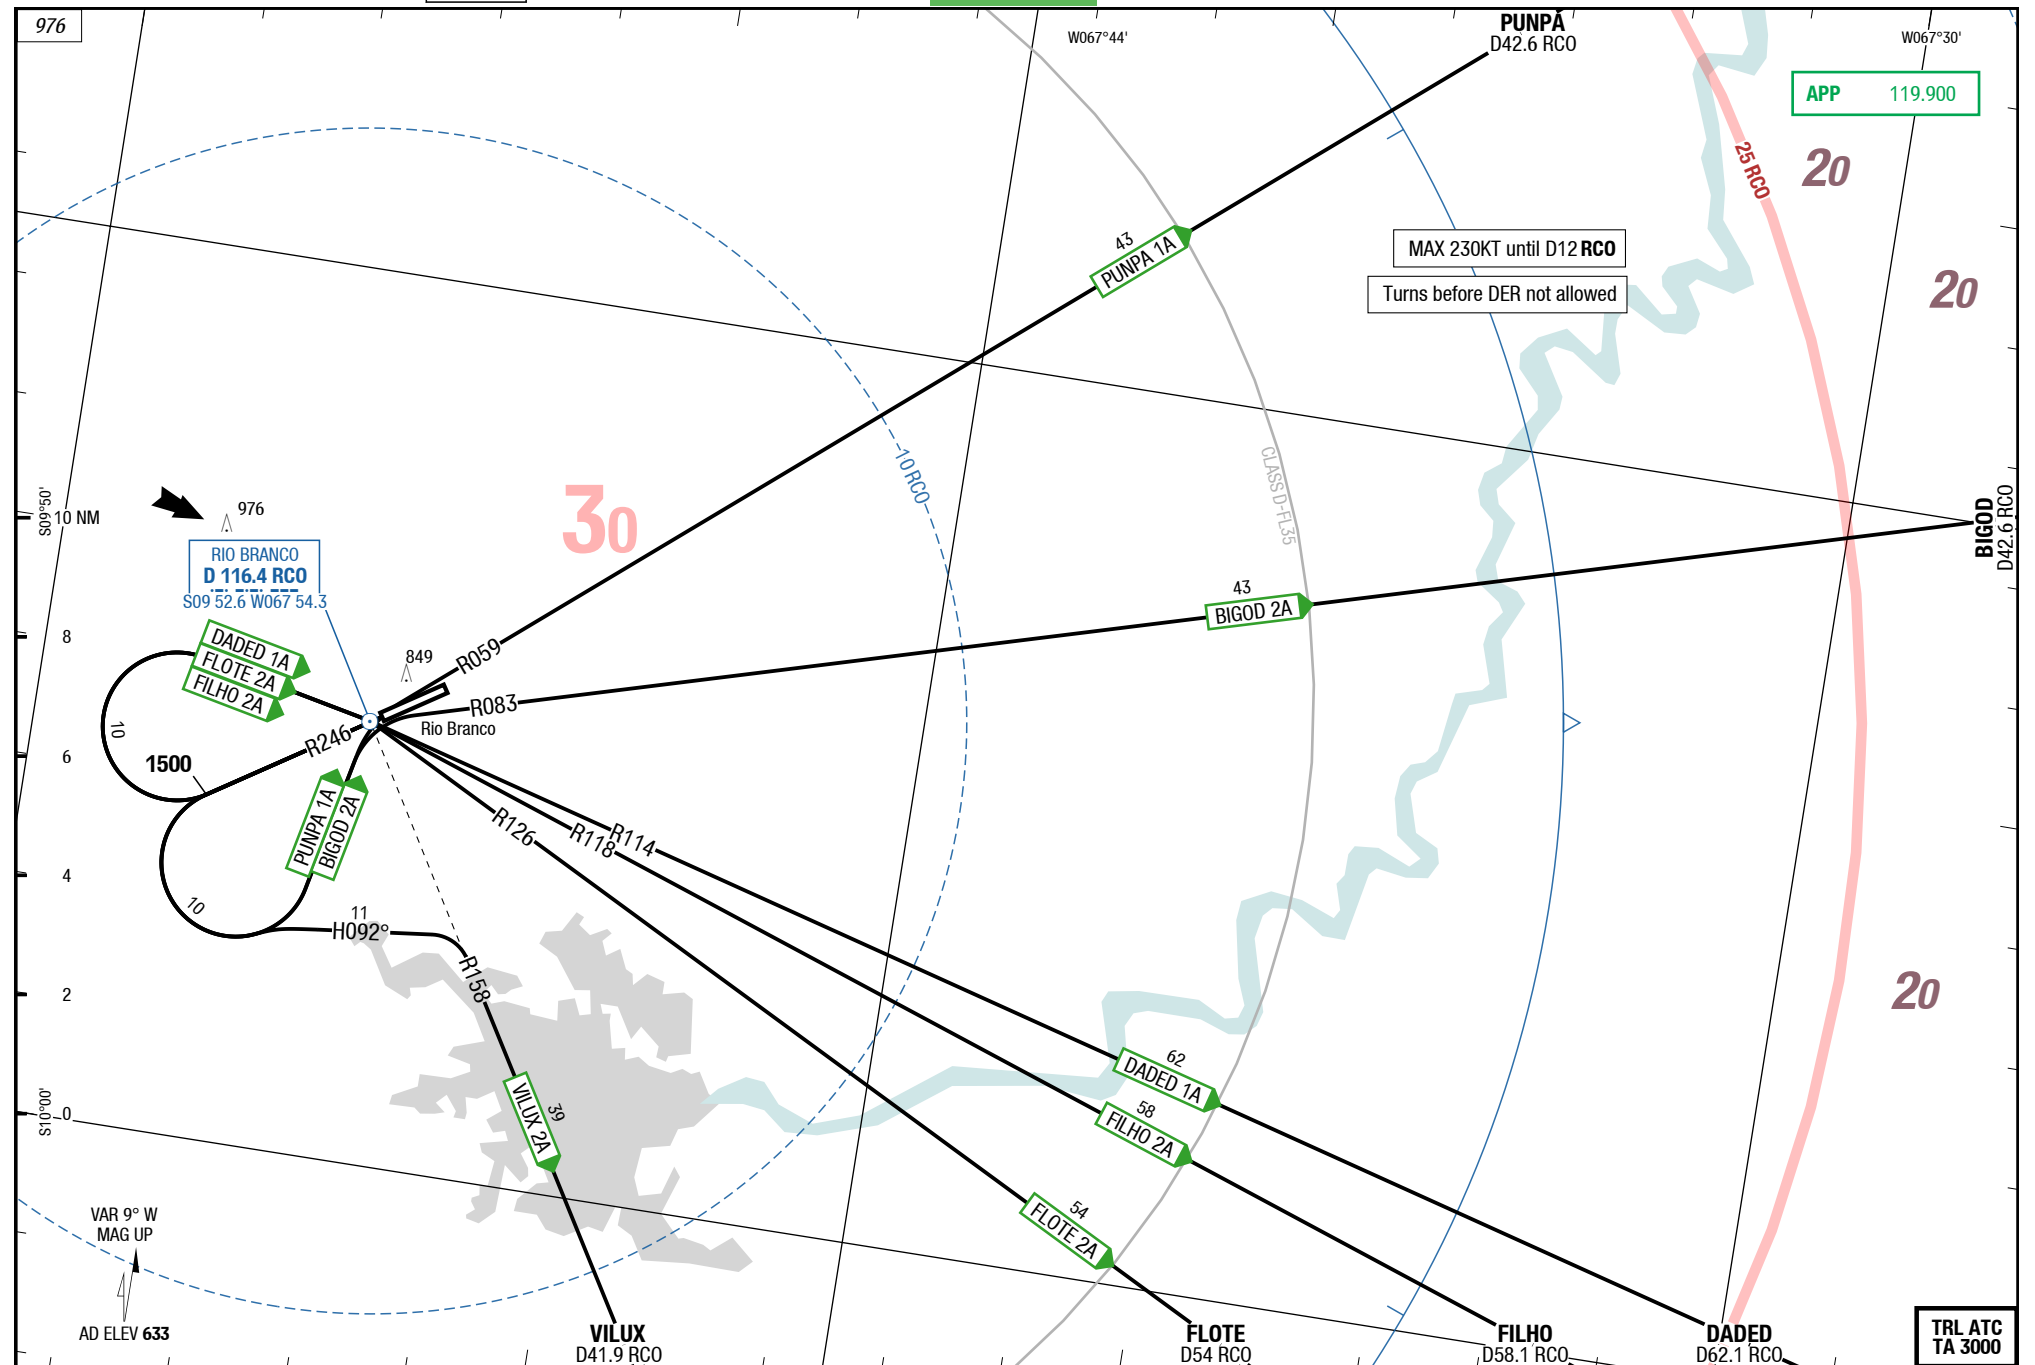 976
W067°44'
PUNPA
D42.6 RCO
W067°30'
APP 119.900
25 RCO
20
MAX 230KT until D12 RCO
Turns before DER not allowed
20
43
PUNPA 1A
CLASS D-FL35
10 RCO
S09°50'
10 NM
976
30
BIGOD
D42.6 RCO
RIO BRANCO
D 116.4 RCO
S09 52.6 W067 54.3
43
BIGOD 2A
8
DADED 1A
FLOTE 2A
FILHO 2A
849
R059
R083
Rio Branco
10
R246
6
1500
PUNPA 1A
BIGOD 2A
R126
R118
R114
4
10
11
H092°
R158
2
20
62
DADED 1A
58
FILHO 2A
VILUX 2A
39
S10°00'
0
54
FLOTE 2A
VAR 9° W
MAG UP
AD ELEV 633
VILUX
D41.9 RCO
FLOTE
D54 RCO
FILHO
D58.1 RCO
DADED
D62.1 RCO
TRL ATC
TA 3000